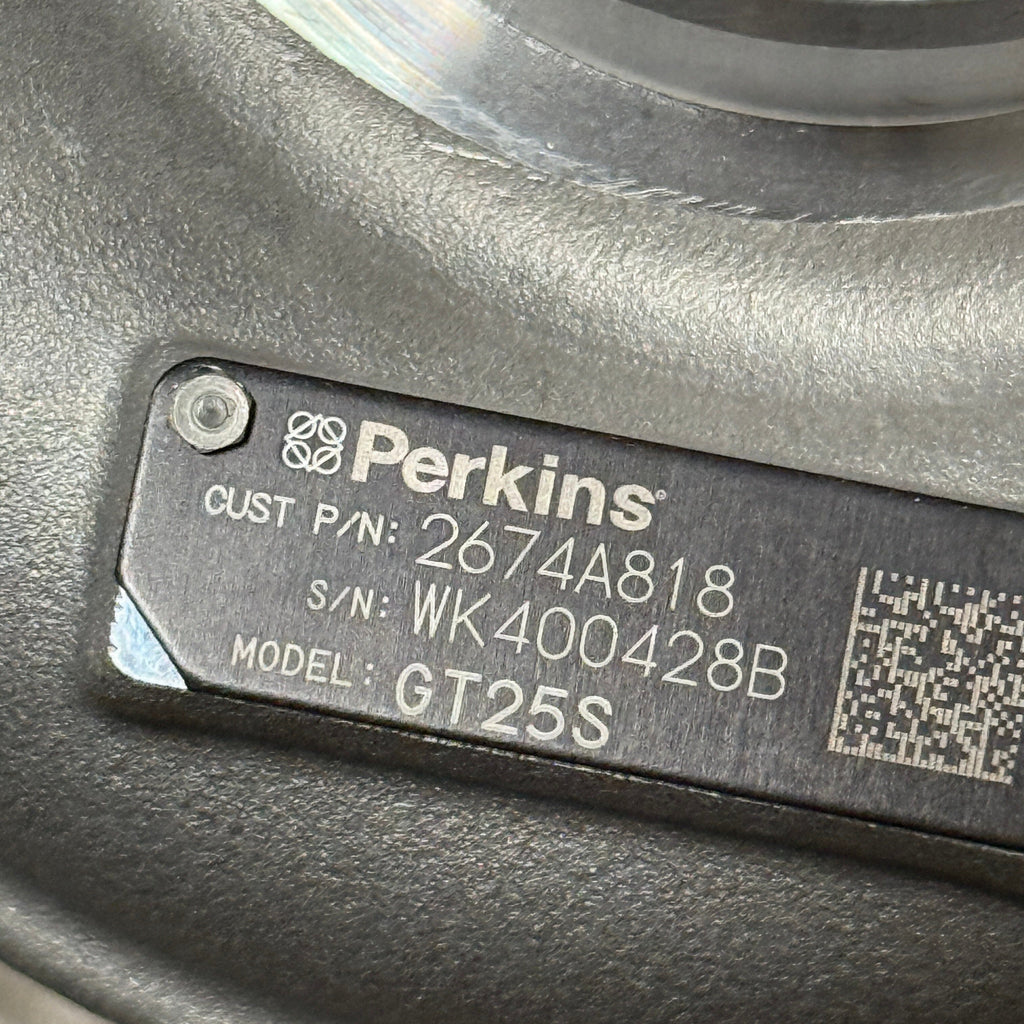 Perkins®
CUST P/N: 2674A818
S/N: WK400428B
MODEL: GT25S